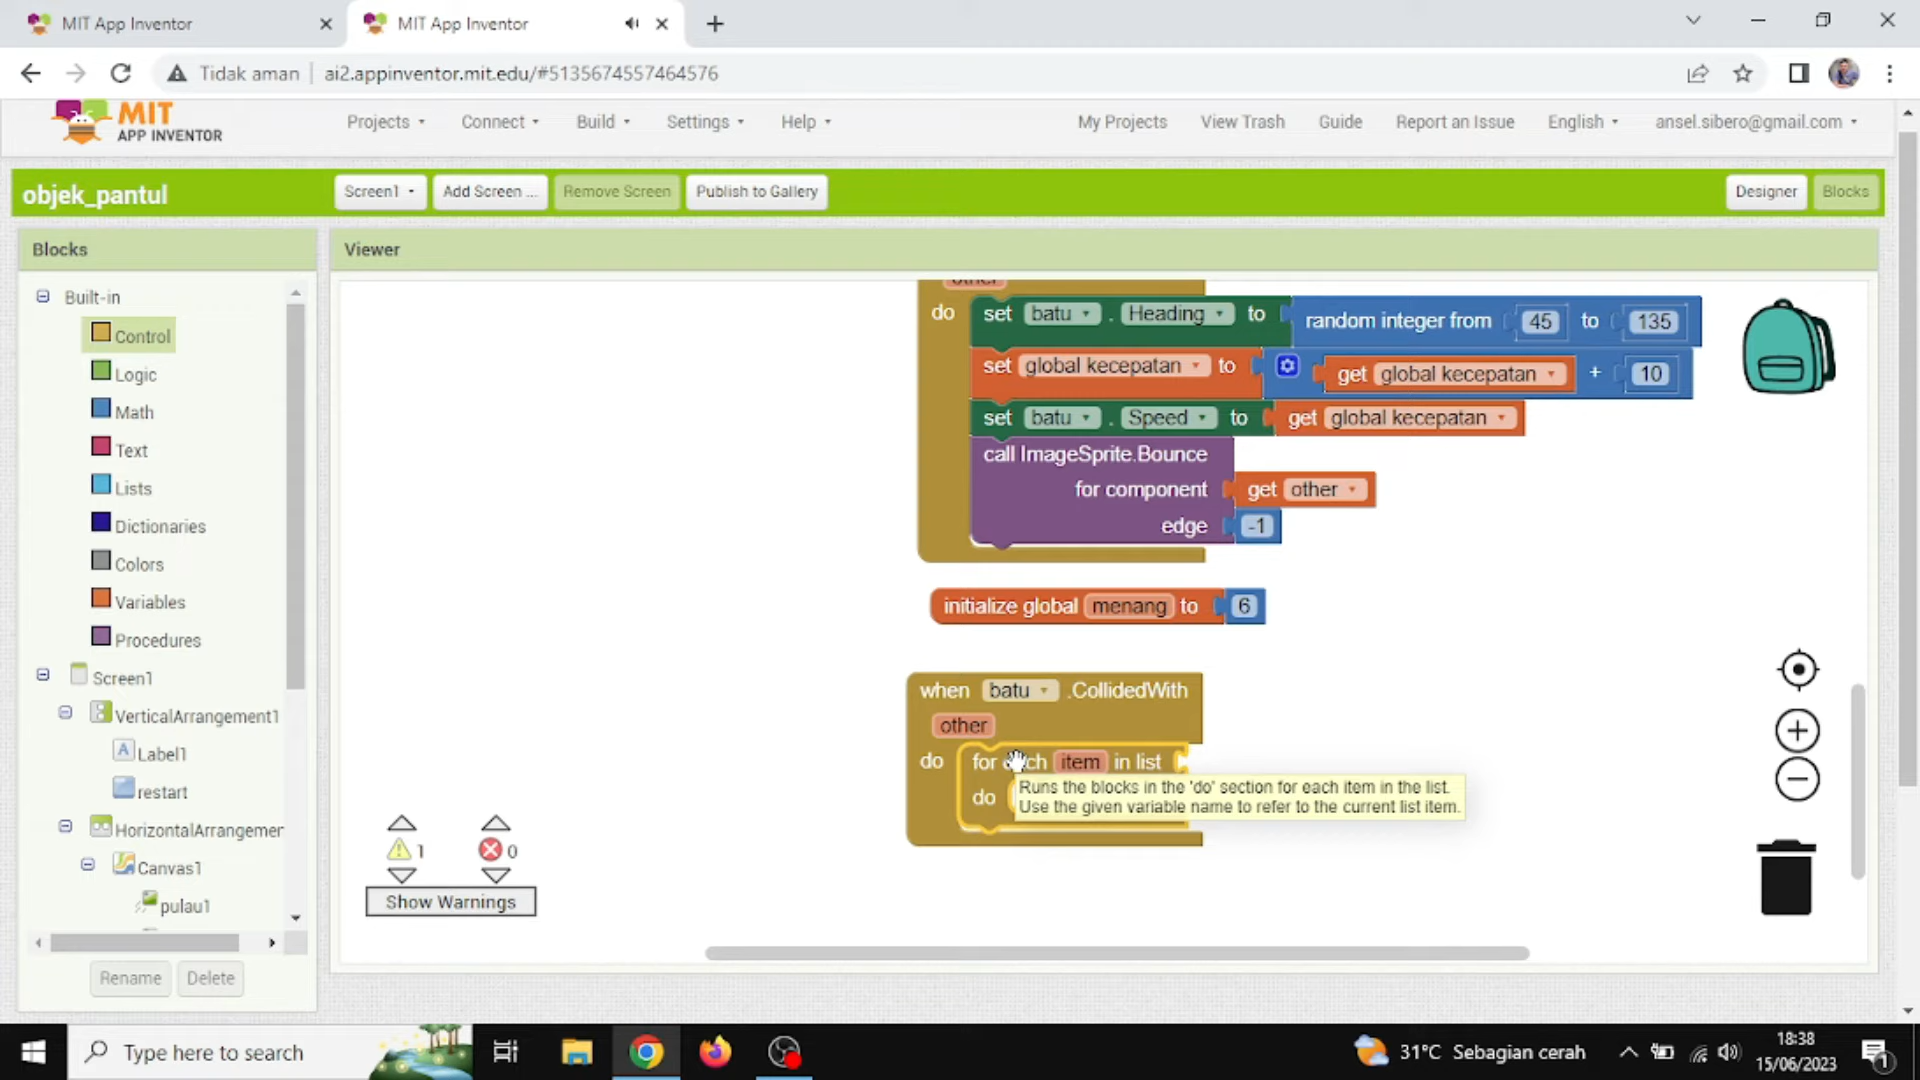 MIT App Inventor
MIT App Inventor
Tidak aman
ai2.appinventor.mit.edu/#5135674557464576
MIT
APP INVENTOR
Projects
Connect
Build
Settings
Help
My Projects
View Trash
Guide
Report an Issue
English
ansel.sibero@gmail.com
objek_pantul
Screen1
Add Screen ...
Remove Screen
Publish to Gallery
Designer
Blocks
Blocks
Viewer
Built-in
Control
Logic
Math
Text
Lists
Dictionaries
Colors
Variables
Procedures
Screen1
VerticalArrangement1
A Label1
restart
HorizontalArrangemer
Canvas1
pulau1
Rename
Delete
other
do set batu . Heading to random integer from 45 to 135
set global kecepatan to get global kecepatan + 10
set batu . Speed to get global kecepatan
call ImageSprite.Bounce
for component get other
edge -1
initialize global menang to 6
when batu .CollidedWith
other
do for each item in list
do
Runs the blocks in the 'do' section for each item in the list.
Use the given variable name to refer to the current list item.
1
0
Show Warnings
Type here to search
31°C Sebagian cerah
18:38
15/06/2023
1